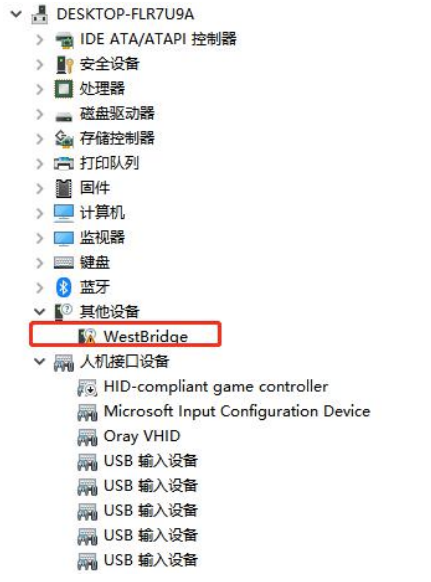 DESKTOP-FLR7U9A
IDE ATA/ATAPI 控制器
安全设备
处理器
磁盘驱动器
存储控制器
打印队列
固件
计算机
监视器
键盘
蓝牙
其他设备
WestBridge
人机接口设备
HID-compliant game controller
Microsoft Input Configuration Device
Oray VHID
USB 输入设备
USB 输入设备
USB 输入设备
USB 输入设备
USB 输入设备